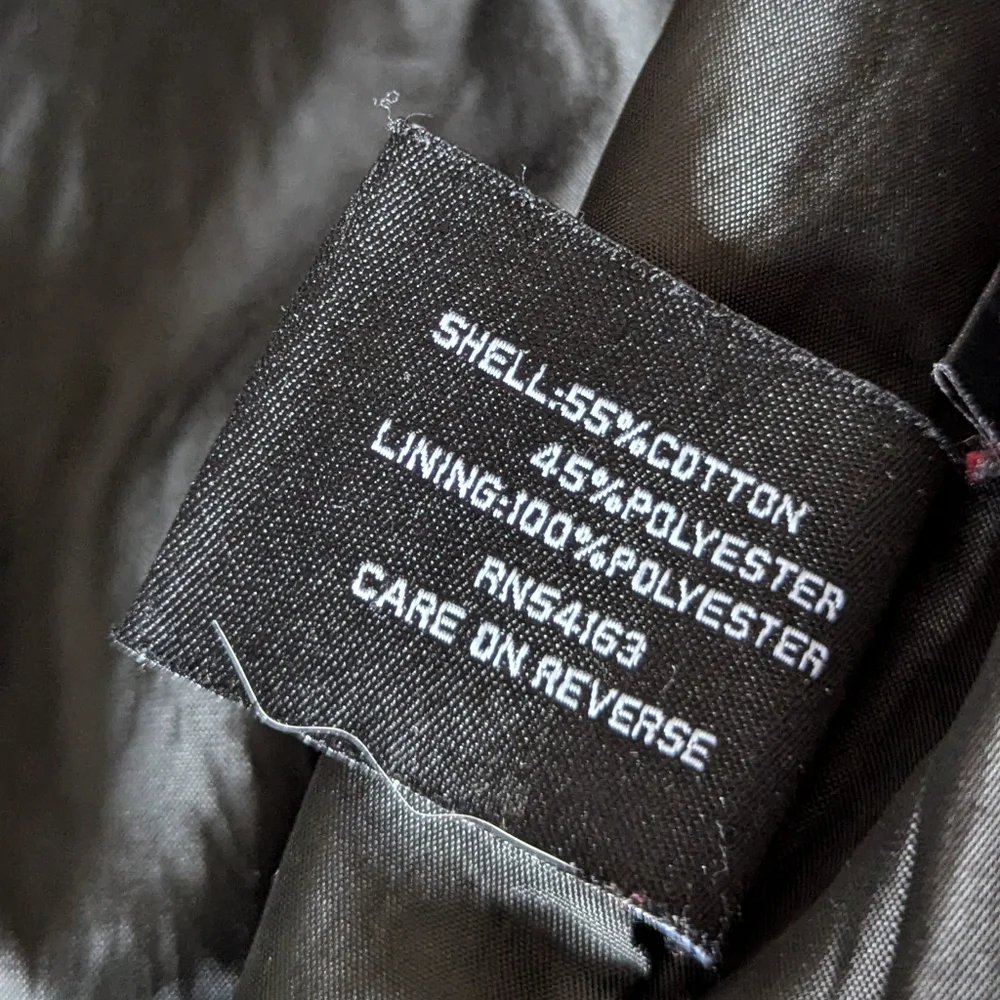 SHELL:55%COTTON
45%POLYESTER
LINING:100%POLYESTER
RN54163
CARE ON REVERSE